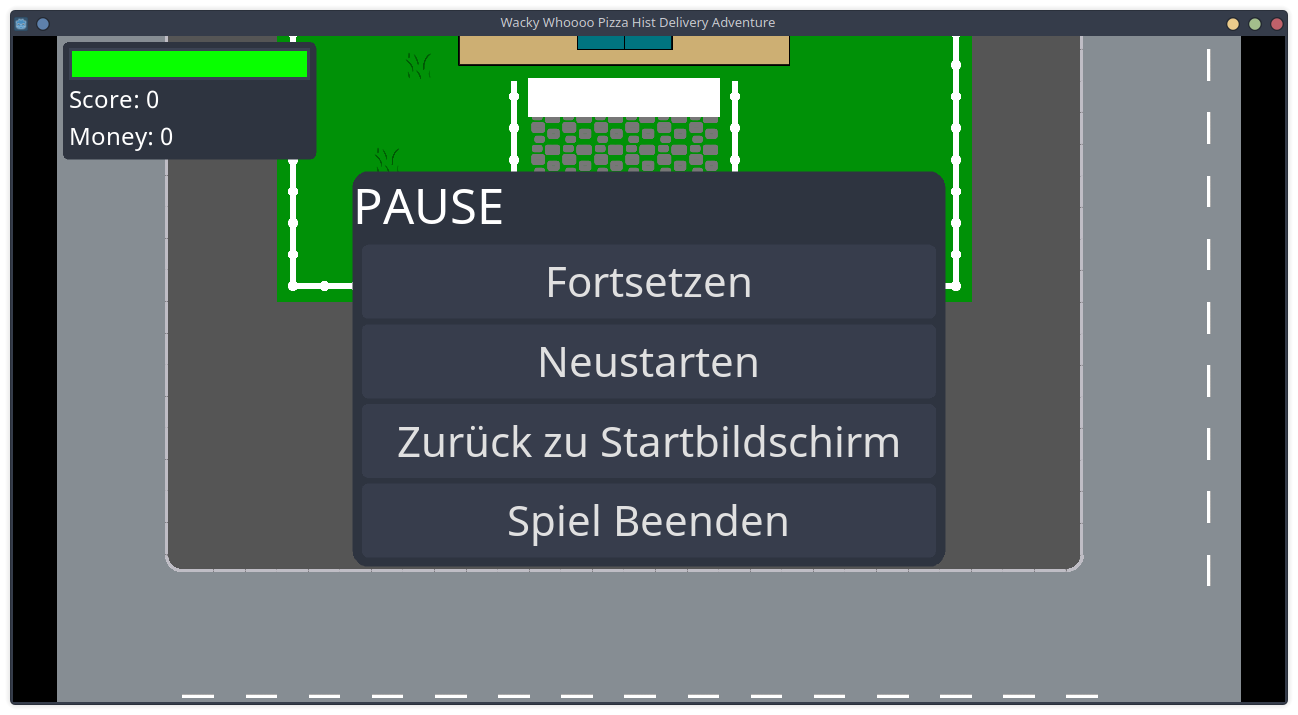 Wacky Whoooo Pizza Hist Delivery Adventure
Score: 0
Money: 0
PAUSE
Fortsetzen
Neustarten
Zurück zu Startbildschirm
Spiel Beenden